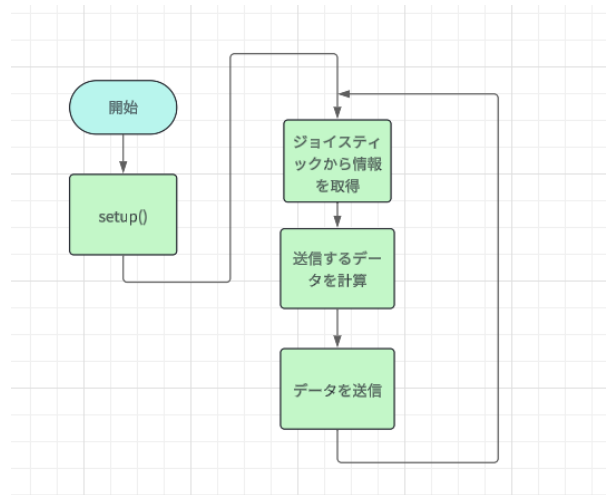 開始
setup()
ジョイスティ
ックから情報
を取得
送信するデー
タを計算
データを送信